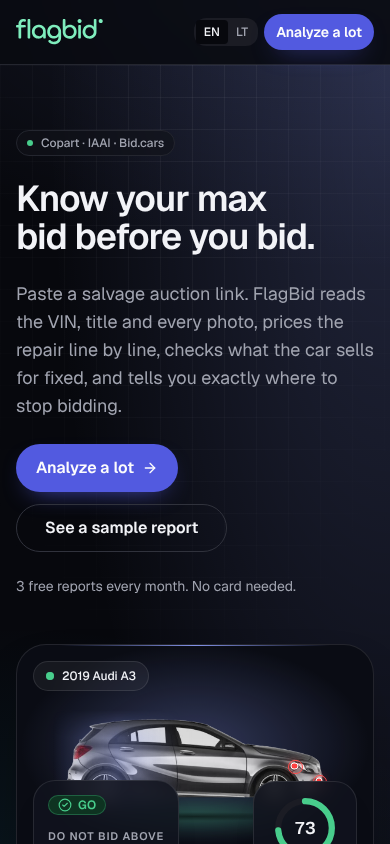 flagbid
EN LT
Analyze a lot
Copart · IAAI · Bid.cars
Know your max
bid before you bid.
Paste a salvage auction link. FlagBid reads
the VIN, title and every photo, prices the
repair line by line, checks what the car sells
for fixed, and tells you exactly where to
stop bidding.
Analyze a lot →
See a sample report
3 free reports every month. No card needed.
2019 Audi A3
GO
DO NOT BID ABOVE
73